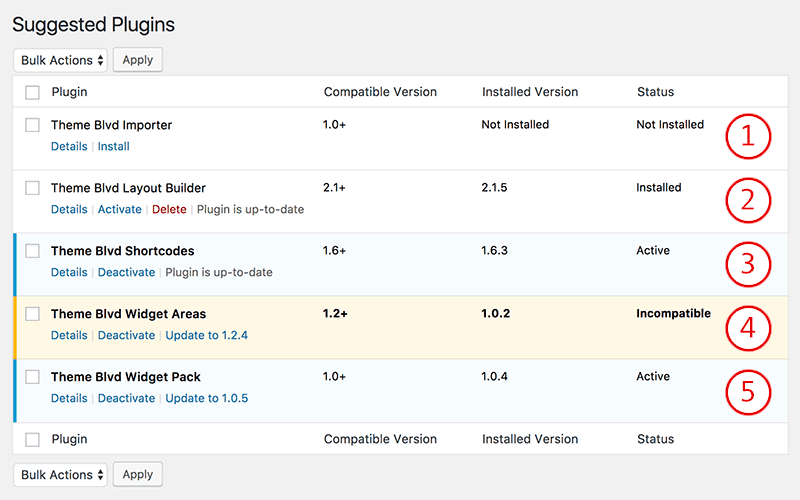 Suggested Plugins
Bulk Actions Apply
Plugin Compatible Version Installed Version Status
Theme Blvd Importer 1.0+ Not Installed Not Installed
Details | Install
1
Theme Blvd Layout Builder 2.1+ 2.1.5 Installed
Details | Activate | Delete | Plugin is up-to-date
2
Theme Blvd Shortcodes 1.6+ 1.6.3 Active
Details | Deactivate | Plugin is up-to-date
3
Theme Blvd Widget Areas 1.2+ 1.0.2 Incompatible
Details | Deactivate | Update to 1.2.4
4
Theme Blvd Widget Pack 1.0+ 1.0.4 Active
Details | Deactivate | Update to 1.0.5
5
Plugin Compatible Version Installed Version Status
Bulk Actions Apply